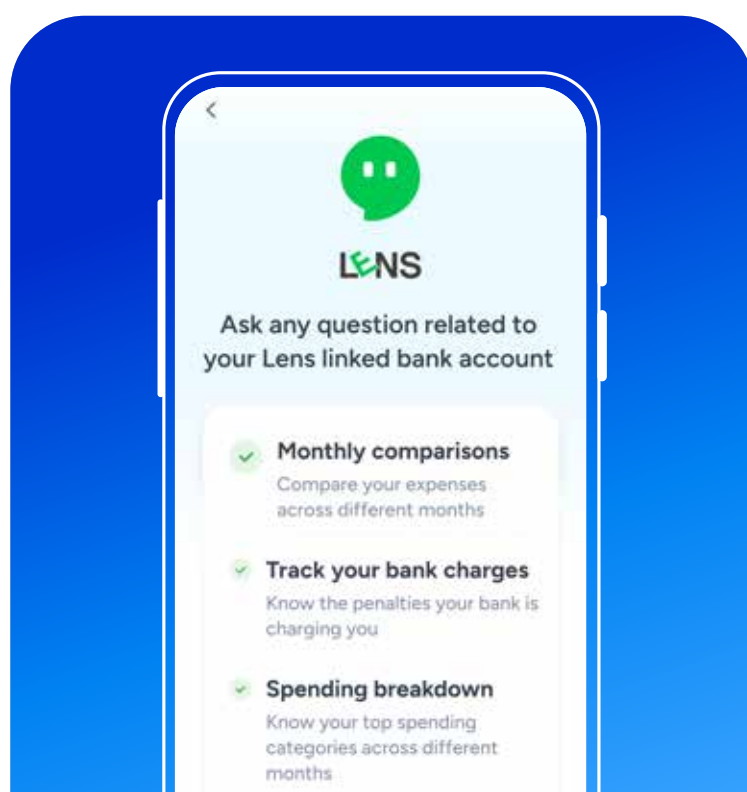 LENS
Ask any question related to
your Lens linked bank account
Monthly comparisons
Compare your expenses
across different months
Track your bank charges
Know the penalties your bank is
charging you
Spending breakdown
Know your top spending
categories across different
months